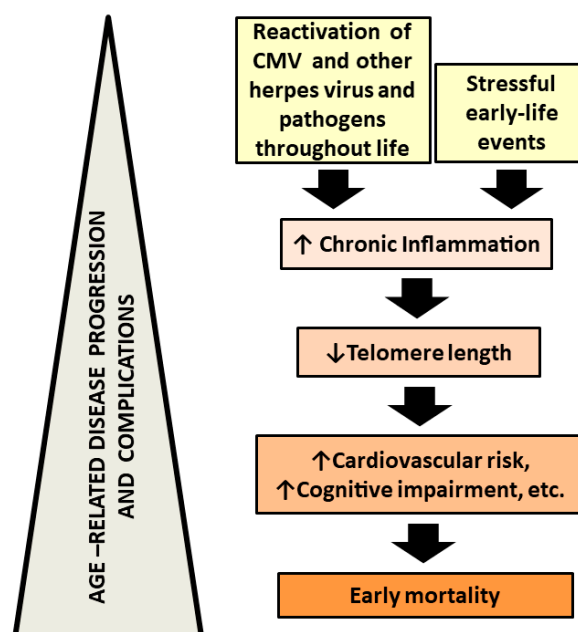 Reactivation of
CMV and other
herpes virus and
pathogens
throughout life
Stressful
early-life
events
↑ Chronic Inflammation
↓Telomere length
↑Cardiovascular risk,
↑Cognitive impairment, etc.
Early mortality
AGE –RELATED DISEASE PROGRESSION
AND COMPLICATIONS